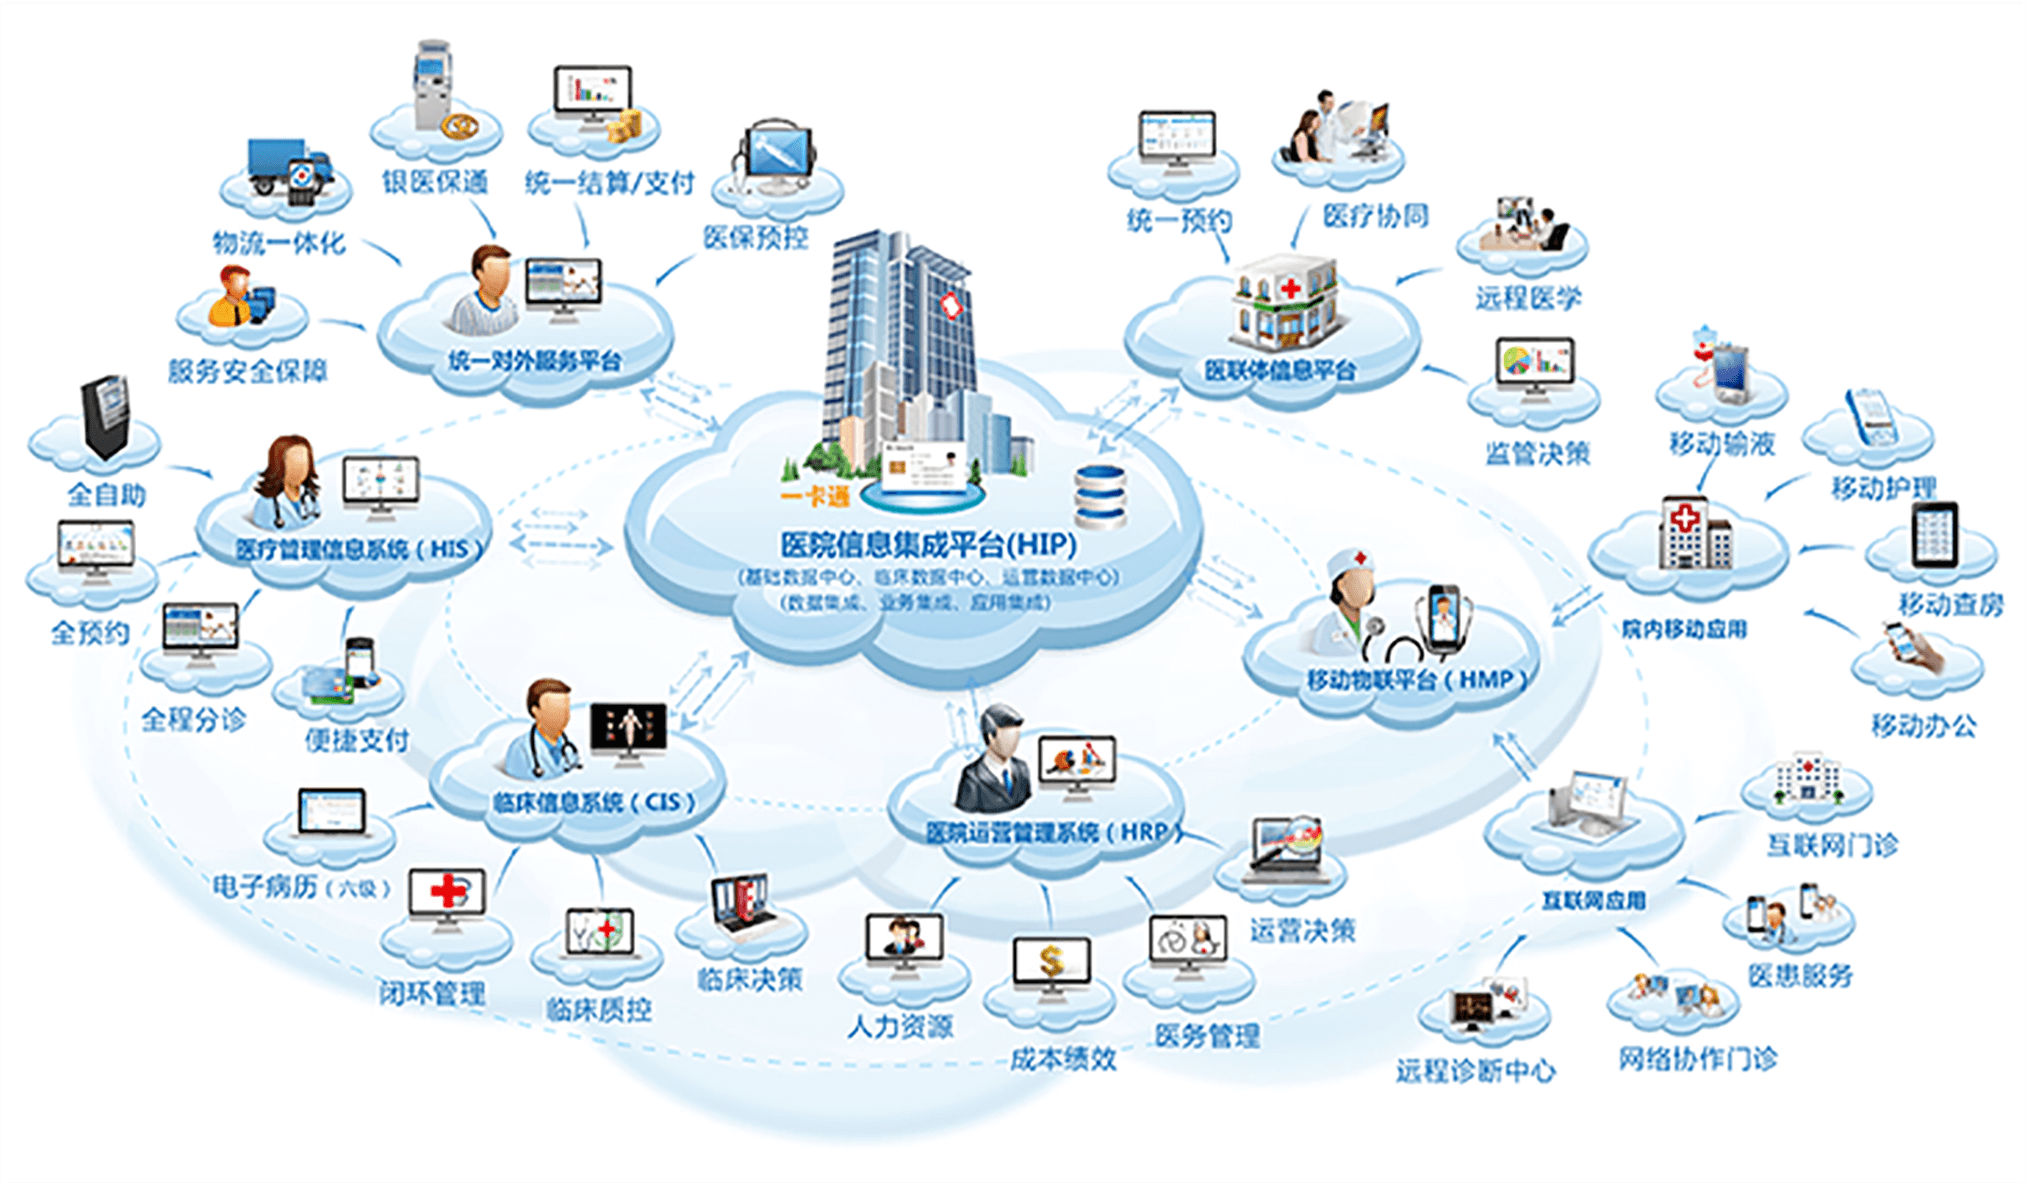 银医保通
统一结算/支付
医保预控
物流一体化
服务安全保障
统一对外服务平台
统一预约
医疗协同
远程医学
监管决策
医联体信息平台
移动输液
移动护理
移动查房
移动办公
院内移动应用
全自助
全预约
全程分诊
便捷支付
医疗管理信息系统（HIS）
一卡通
医院信息集成平台(HIP)
(基础数据中心、临床数据中心、运营数据中心)
(数据集成、业务集成、应用集成)
移动物联平台（HMP）
临床信息系统（CIS）
电子病历（六级）
闭环管理
临床质控
临床决策
医院运营管理系统（HRP）
人力资源
成本绩效
医务管理
运营决策
互联网应用
互联网门诊
医患服务
网络协作门诊
远程诊断中心